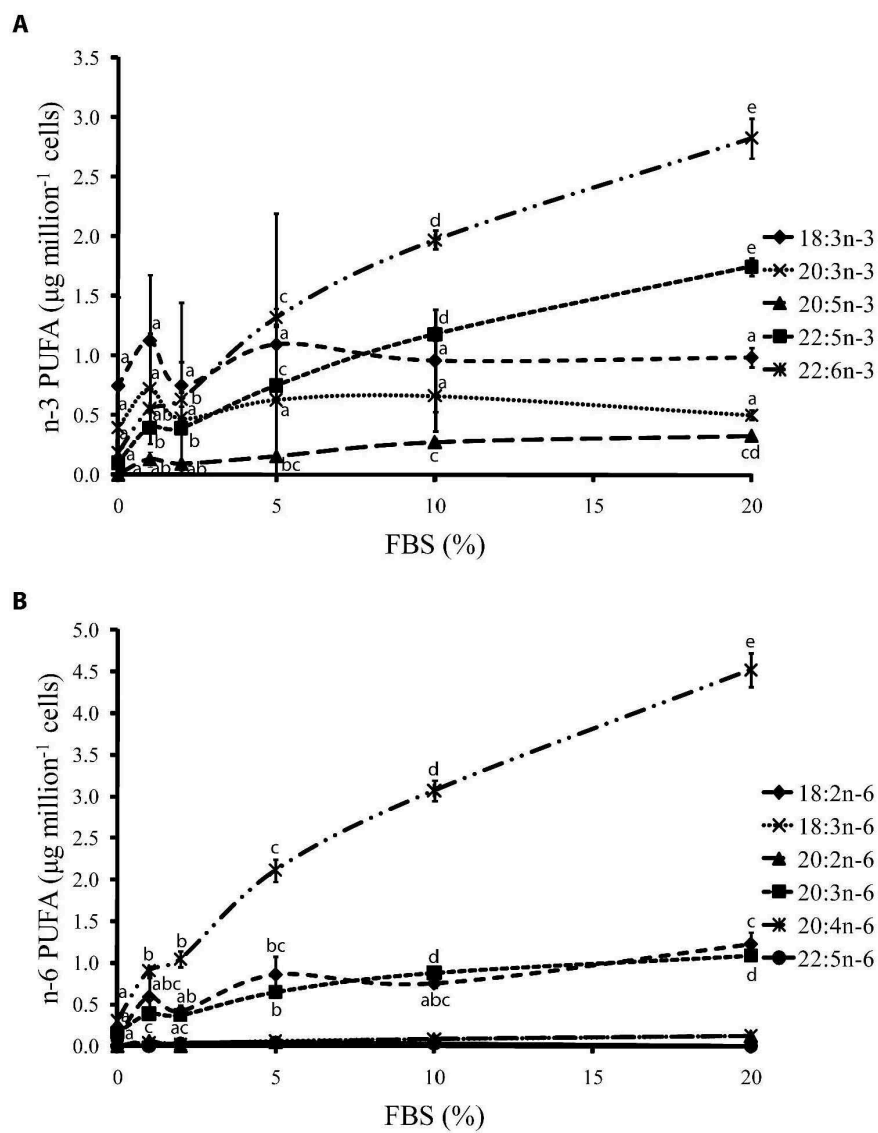 A
n-3 PUFA (µg million⁻¹ cells)
3.5
3.0
2.5
2.0
1.5
1.0
0.5
0.0
0 5 10 15 20
FBS (%)
a a a a a
a ab b a ab
a b a b ab
c a c a bc
d d a a c
e e a a cd
18:3n-3
20:3n-3
20:5n-3
22:5n-3
22:6n-3
B
n-6 PUFA (µg million⁻¹ cells)
5.0
4.5
4.0
3.5
3.0
2.5
2.0
1.5
1.0
0.5
0.0
0 5 10 15 20
FBS (%)
a a a
b abc c
b ab ac
c bc b
d d abc
e c d
18:2n-6
18:3n-6
20:2n-6
20:3n-6
20:4n-6
22:5n-6